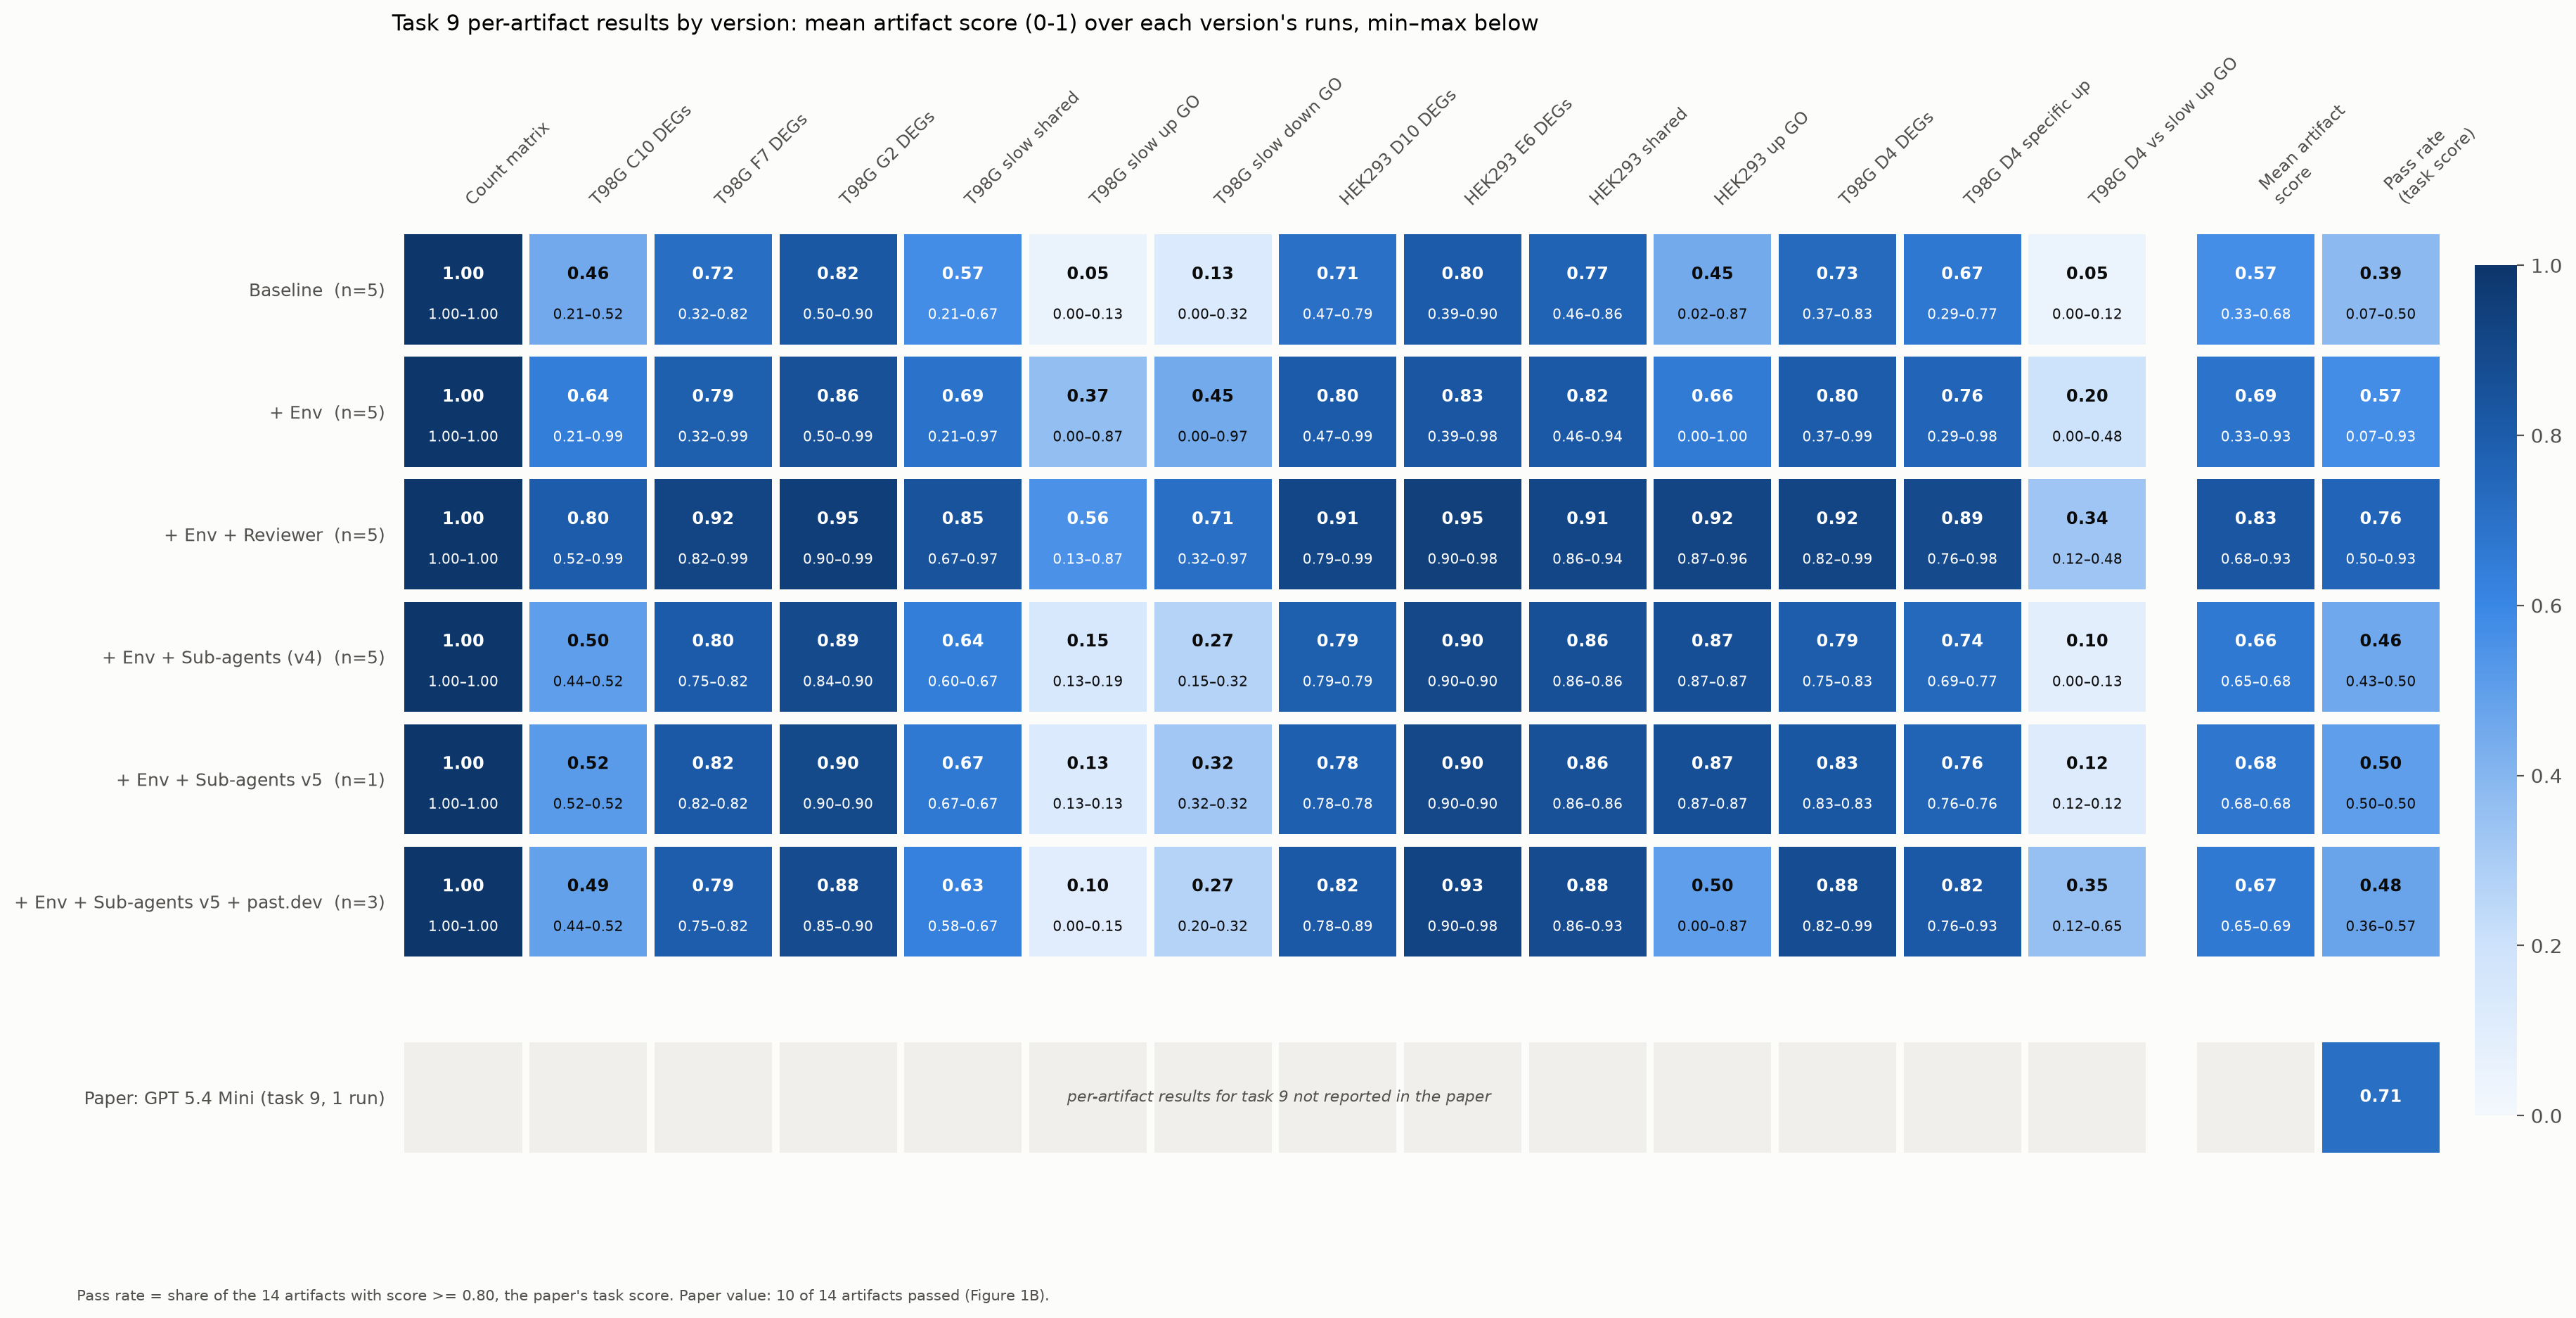 Task 9 per-artifact results by version: mean artifact score (0-1) over each version's runs, min–max below
Count matrix
T98G C10 DEGs
T98G F7 DEGs
T98G G2 DEGs
T98G slow shared
T98G slow up GO
T98G slow down GO
HEK293 D10 DEGs
HEK293 E6 DEGs
HEK293 shared
HEK293 up GO
T98G D4 DEGs
T98G D4 specific up
T98G D4 vs slow up GO
Mean artifact
score
Pass rate
(task score)
Baseline (n=5)
1.00 0.46 0.72 0.82 0.57 0.05 0.13 0.71 0.80 0.77 0.45 0.73 0.67 0.05 0.57 0.39
1.00–1.00 0.21–0.52 0.32–0.82 0.50–0.90 0.21–0.67 0.00–0.13 0.00–0.32 0.47–0.79 0.39–0.90 0.46–0.86 0.02–0.87 0.37–0.83 0.29–0.77 0.00–0.12 0.33–0.68 0.07–0.50
+ Env (n=5)
1.00 0.64 0.79 0.86 0.69 0.37 0.45 0.80 0.83 0.82 0.66 0.80 0.76 0.20 0.69 0.57
1.00–1.00 0.21–0.99 0.32–0.99 0.50–0.99 0.21–0.97 0.00–0.87 0.00–0.97 0.47–0.99 0.39–0.98 0.46–0.94 0.00–1.00 0.37–0.99 0.29–0.98 0.00–0.48 0.33–0.93 0.07–0.93
+ Env + Reviewer (n=5)
1.00 0.80 0.92 0.95 0.85 0.56 0.71 0.91 0.95 0.91 0.92 0.92 0.89 0.34 0.83 0.76
1.00–1.00 0.52–0.99 0.82–0.99 0.90–0.99 0.67–0.97 0.13–0.87 0.32–0.97 0.79–0.99 0.90–0.98 0.86–0.94 0.87–0.96 0.82–0.99 0.76–0.98 0.12–0.48 0.68–0.93 0.50–0.93
+ Env + Sub-agents (v4) (n=5)
1.00 0.50 0.80 0.89 0.64 0.15 0.27 0.79 0.90 0.86 0.87 0.79 0.74 0.10 0.66 0.46
1.00–1.00 0.44–0.52 0.75–0.82 0.84–0.90 0.60–0.67 0.13–0.19 0.15–0.32 0.79–0.79 0.90–0.90 0.86–0.86 0.87–0.87 0.75–0.83 0.69–0.77 0.00–0.13 0.65–0.68 0.43–0.50
+ Env + Sub-agents v5 (n=1)
1.00 0.52 0.82 0.90 0.67 0.13 0.32 0.78 0.90 0.86 0.87 0.83 0.76 0.12 0.68 0.50
1.00–1.00 0.52–0.52 0.82–0.82 0.90–0.90 0.67–0.67 0.13–0.13 0.32–0.32 0.78–0.78 0.90–0.90 0.86–0.86 0.87–0.87 0.83–0.83 0.76–0.76 0.12–0.12 0.68–0.68 0.50–0.50
+ Env + Sub-agents v5 + past.dev (n=3)
1.00 0.49 0.79 0.88 0.63 0.10 0.27 0.82 0.93 0.88 0.50 0.88 0.82 0.35 0.67 0.48
1.00–1.00 0.44–0.52 0.75–0.82 0.85–0.90 0.58–0.67 0.00–0.15 0.20–0.32 0.78–0.89 0.90–0.98 0.86–0.93 0.00–0.87 0.82–0.99 0.76–0.93 0.12–0.65 0.65–0.69 0.36–0.57
Paper: GPT 5.4 Mini (task 9, 1 run)
per-artifact results for task 9 not reported in the paper
0.71
1.0
0.8
0.6
0.4
0.2
0.0
Pass rate = share of the 14 artifacts with score >= 0.80, the paper's task score. Paper value: 10 of 14 artifacts passed (Figure 1B).